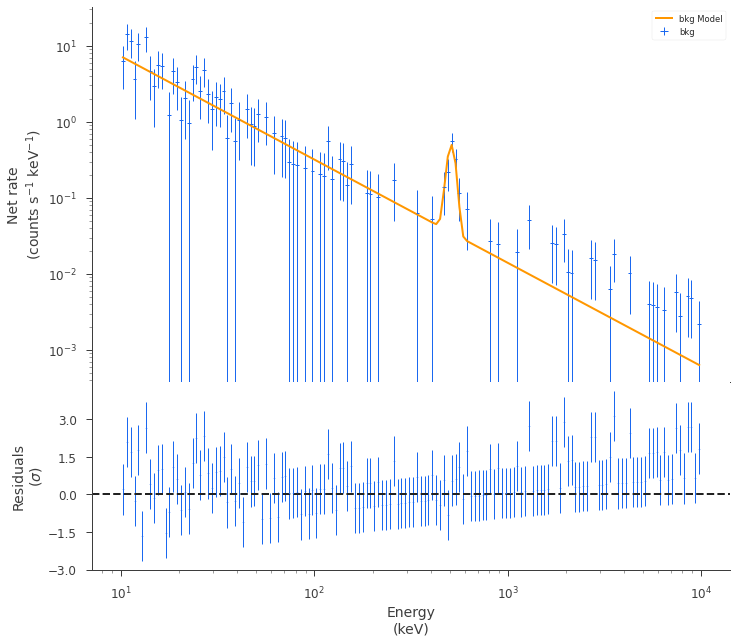 bkg Model
bkg
Net rate
(counts s⁻¹ keV⁻¹)
10¹
10⁰
10⁻¹
10⁻²
10⁻³
Residuals
(σ)
3.0
1.5
0.0
−1.5
−3.0
10¹ 10² 10³ 10⁴
Energy
(keV)